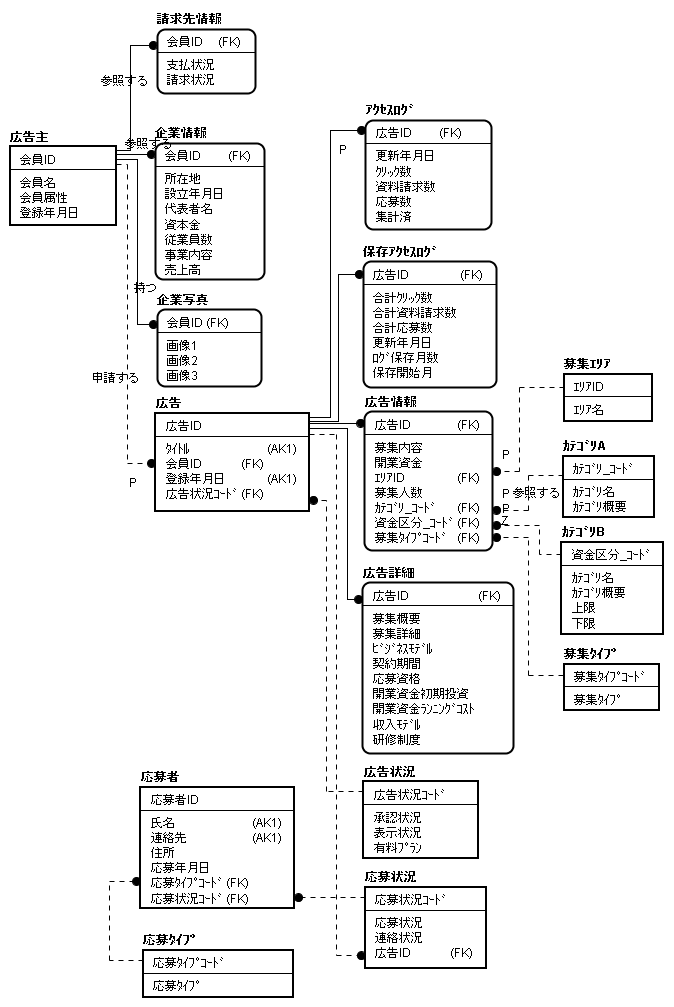 請求先情報
会員ID (FK)
支払状況
請求状況
参照する
広告主
会員ID
会員名
会員属性
登録年月日
参照する
企業情報
会員ID (FK)
所在地
設立年月日
代表者名
資本金
従業員数
事業内容
売上高
持つ
企業写真
会員ID (FK)
画像1
画像2
画像3
申請する
P
広告
広告ID
ﾀｲﾄﾙ (AK1)
会員ID (FK)
登録年月日 (AK1)
広告状況ｺｰﾄﾞ (FK)
P
ｱｸｾｽﾛｸﾞ
広告ID (FK)
更新年月日
ｸﾘｯｸ数
資料請求数
応募数
集計済
保存ｱｸｾｽﾛｸﾞ
広告ID (FK)
合計ｸﾘｯｸ数
合計資料請求数
合計応募数
更新年月日
ﾛｸﾞ保存月数
保存開始月
広告情報
広告ID (FK)
募集内容
開業資金
ｴﾘｱID (FK)
募集人数
ｶﾃｺﾞﾘ_ｺｰﾄﾞ (FK)
資金区分_ｺｰﾄﾞ (FK)
募集ﾀｲﾌﾟｺｰﾄﾞ (FK)
P
P 参照する
P
Z
募集ｴﾘｱ
ｴﾘｱID
ｴﾘｱ名
ｶﾃｺﾞﾘA
ｶﾃｺﾞﾘ_ｺｰﾄﾞ
ｶﾃｺﾞﾘ名
ｶﾃｺﾞﾘ概要
ｶﾃｺﾞﾘB
資金区分_ｺｰﾄﾞ
ｶﾃｺﾞﾘ名
ｶﾃｺﾞﾘ概要
上限
下限
募集ﾀｲﾌﾟ
募集ﾀｲﾌﾟｺｰﾄﾞ
募集ﾀｲﾌﾟ
広告詳細
広告ID (FK)
募集概要
募集詳細
ﾋﾞｼﾞﾈｽﾓﾃﾞﾙ
契約期間
応募資格
開業資金初期投資
開業資金ﾗﾝﾆﾝｸﾞｺｽﾄ
収入ﾓﾃﾞﾙ
研修制度
広告状況
広告状況ｺｰﾄﾞ
承認状況
表示状況
有料ﾌﾟﾗﾝ
応募者
応募者ID
氏名 (AK1)
連絡先 (AK1)
住所
応募年月日
応募ﾀｲﾌﾟｺｰﾄﾞ (FK)
応募状況ｺｰﾄﾞ (FK)
応募状況
応募状況ｺｰﾄﾞ
応募状況
連絡状況
広告ID (FK)
応募ﾀｲﾌﾟ
応募ﾀｲﾌﾟｺｰﾄﾞ
応募ﾀｲﾌﾟ